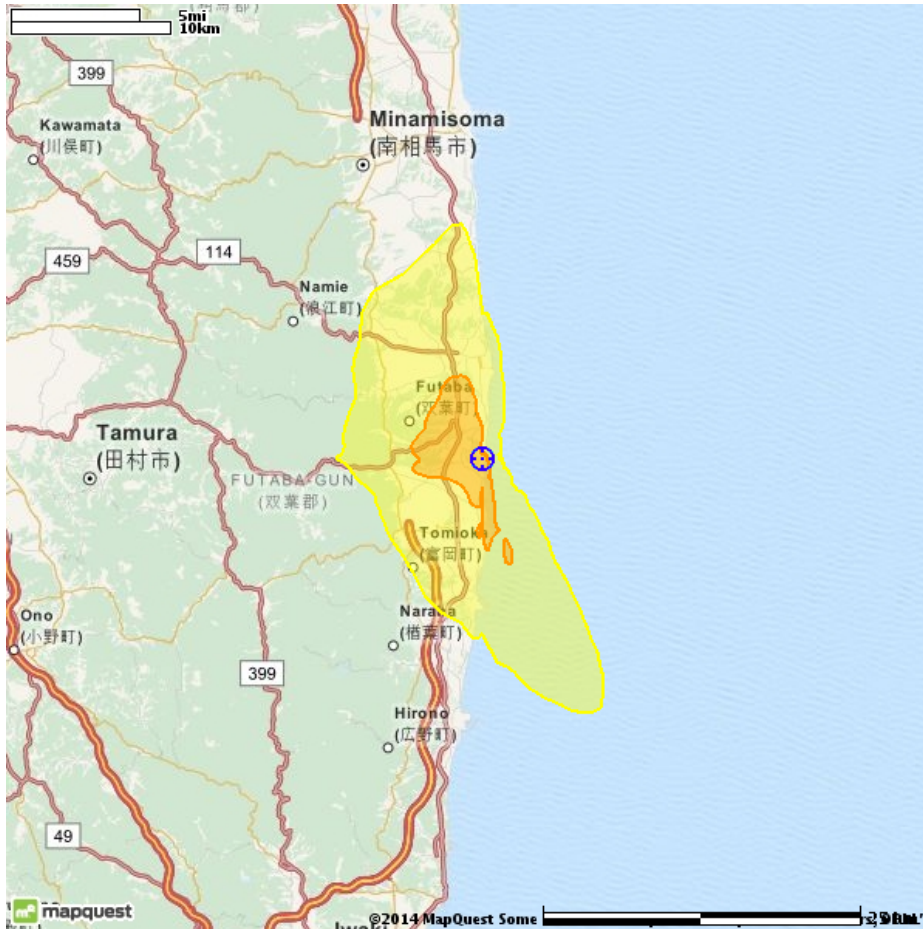 5mi
10km
399
Kawamata
(川俣町)
Minamisoma
(南相馬市)
114
459
Namie
(浪江町)
Futaba
(双葉町)
Tamura
(田村市)
FUTABA-GUN
(双葉郡)
Tomioka
(富岡町)
Ono
(小野町)
Naraha
(楢葉町)
399
Hirono
(広野町)
49
mapquest
©2014 MapQuest Some
Iwaki